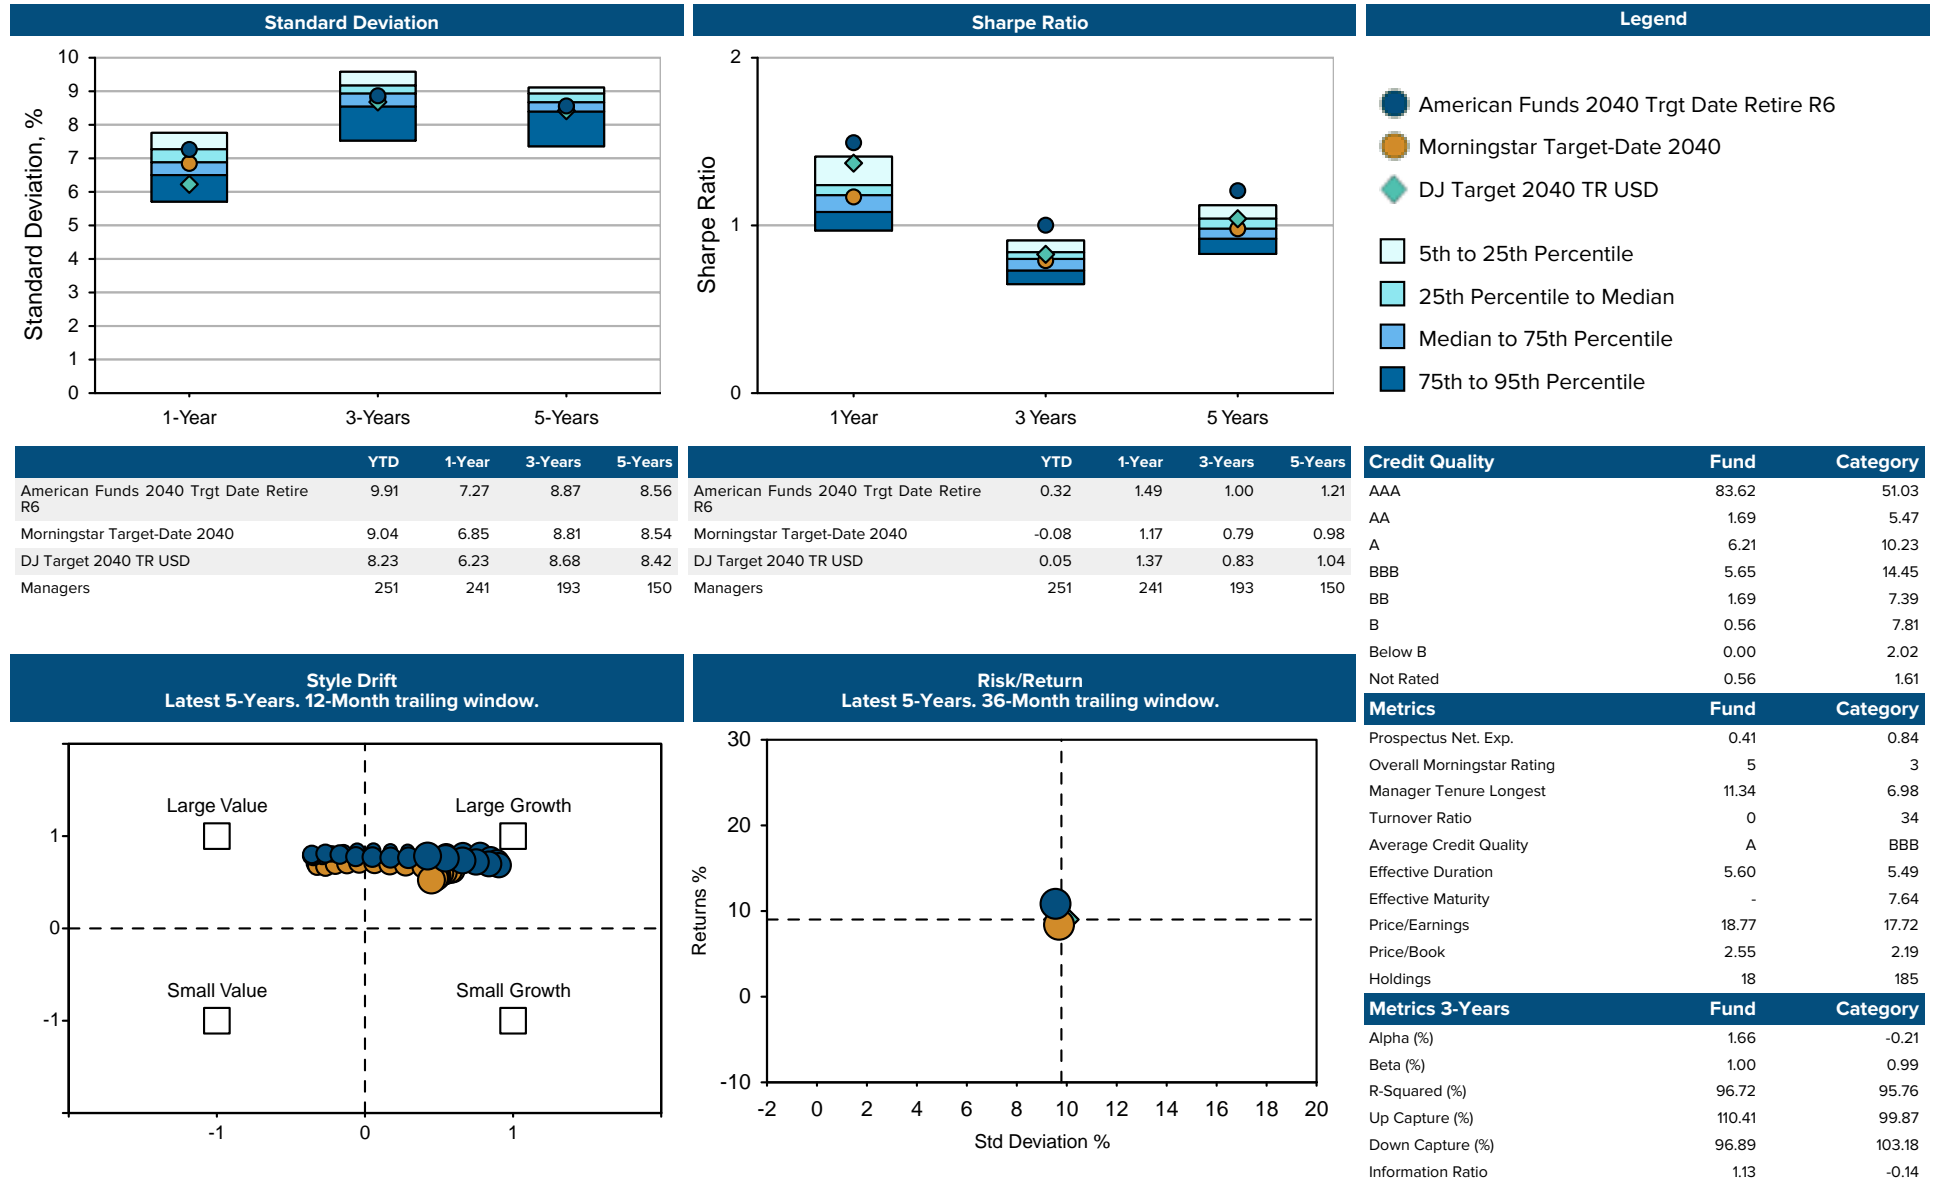 Standard Deviation
10
9
8
7
6
5
4
3
2
1
0
Standard Deviation, %
1-Year 3-Years 5-Years
Sharpe Ratio
2
1
0
Sharpe Ratio
1Year 3 Years 5 Years
Legend
American Funds 2040 Trgt Date Retire R6
Morningstar Target-Date 2040
DJ Target 2040 TR USD
5th to 25th Percentile
25th Percentile to Median
Median to 75th Percentile
75th to 95th Percentile
YTD 1-Year 3-Years 5-Years
American Funds 2040 Trgt Date Retire 9.91 7.27 8.87 8.56
R6
Morningstar Target-Date 2040 9.04 6.85 8.81 8.54
DJ Target 2040 TR USD 8.23 6.23 8.68 8.42
Managers 251 241 193 150
YTD 1-Year 3-Years 5-Years
American Funds 2040 Trgt Date Retire 0.32 1.49 1.00 1.21
R6
Morningstar Target-Date 2040 -0.08 1.17 0.79 0.98
DJ Target 2040 TR USD 0.05 1.37 0.83 1.04
Managers 251 241 193 150
Credit Quality Fund Category
AAA 83.62 51.03
AA 1.69 5.47
A 6.21 10.23
BBB 5.65 14.45
BB 1.69 7.39
B 0.56 7.81
Below B 0.00 2.02
Not Rated 0.56 1.61
Metrics Fund Category
Prospectus Net. Exp. 0.41 0.84
Overall Morningstar Rating 5 3
Manager Tenure Longest 11.34 6.98
Turnover Ratio 0 34
Average Credit Quality A BBB
Effective Duration 5.60 5.49
Effective Maturity - 7.64
Price/Earnings 18.77 17.72
Price/Book 2.55 2.19
Holdings 18 185
Metrics 3-Years Fund Category
Alpha (%) 1.66 -0.21
Beta (%) 1.00 0.99
R-Squared (%) 96.72 95.76
Up Capture (%) 110.41 99.87
Down Capture (%) 96.89 103.18
Information Ratio 1.13 -0.14
Style Drift
Latest 5-Years. 12-Month trailing window.
Large Value Large Growth
1
0
Small Value Small Growth
-1
-1 0 1
Risk/Return
Latest 5-Years. 36-Month trailing window.
30
20
10
0
-10
Returns %
-2 0 2 4 6 8 10 12 14 16 18 20
Std Deviation %